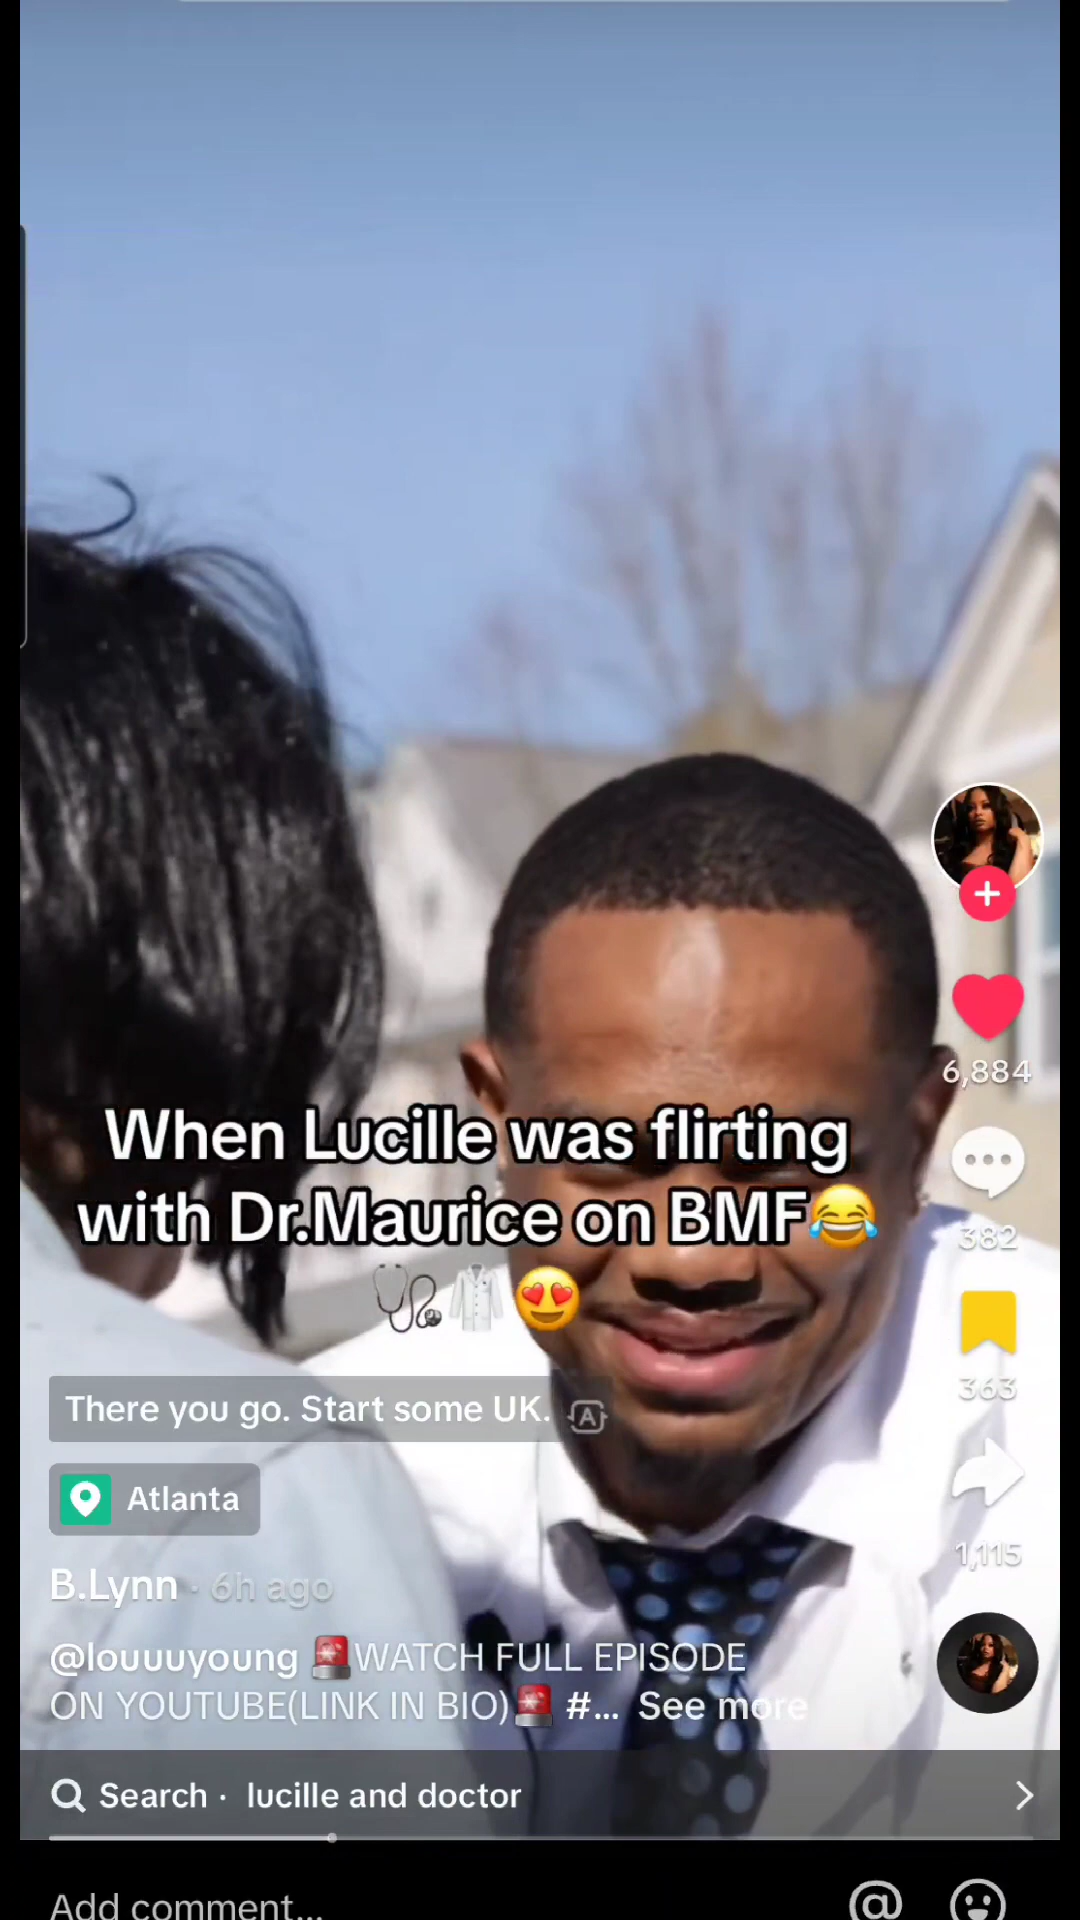 When Lucille was flirting
with Dr.Maurice on BMF😂
🩺🥼😍
6,884
382
363
1,115
There you go. Start some UK.
A
Atlanta
B.Lynn · 6h ago
@louuuyoung 🚨WATCH FULL EPISODE
ON YOUTUBE(LINK IN BIO)🚨 #... See more
Search · lucille and doctor
Add comment...
@